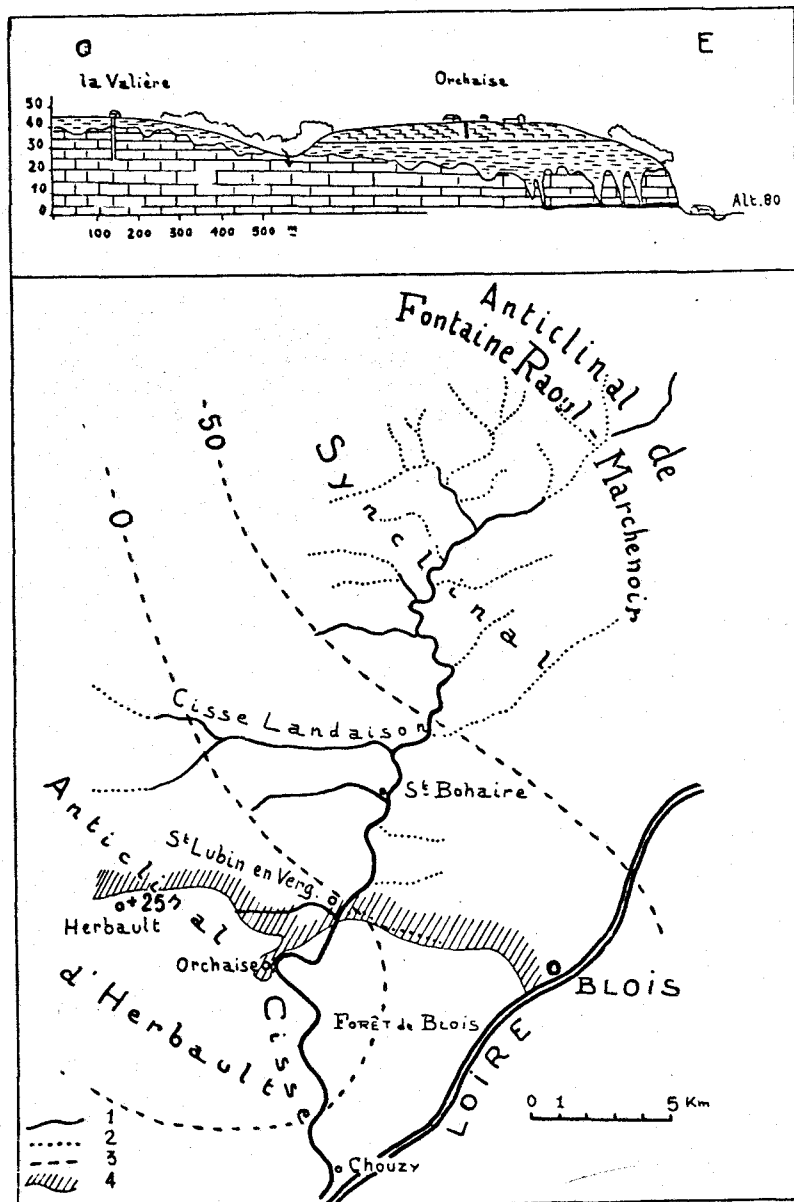 O E
la Valière Orchaise
50
40
30
20
10
0
Alt.80
100 200 300 400 500 m
Anticlinal de
Fontaine Raoul-Marchenoir
Synclinal
-50
0
Cisse Landaison
St Bohaire
Anticlinal
d'Herbault
St Lubin en Verg.
+25
Herbault
Orchaise
BLOIS
Cisse
FORÊT de BLOIS
LOIRE
0 1 5 Km
Chouzy
1
2
3
4